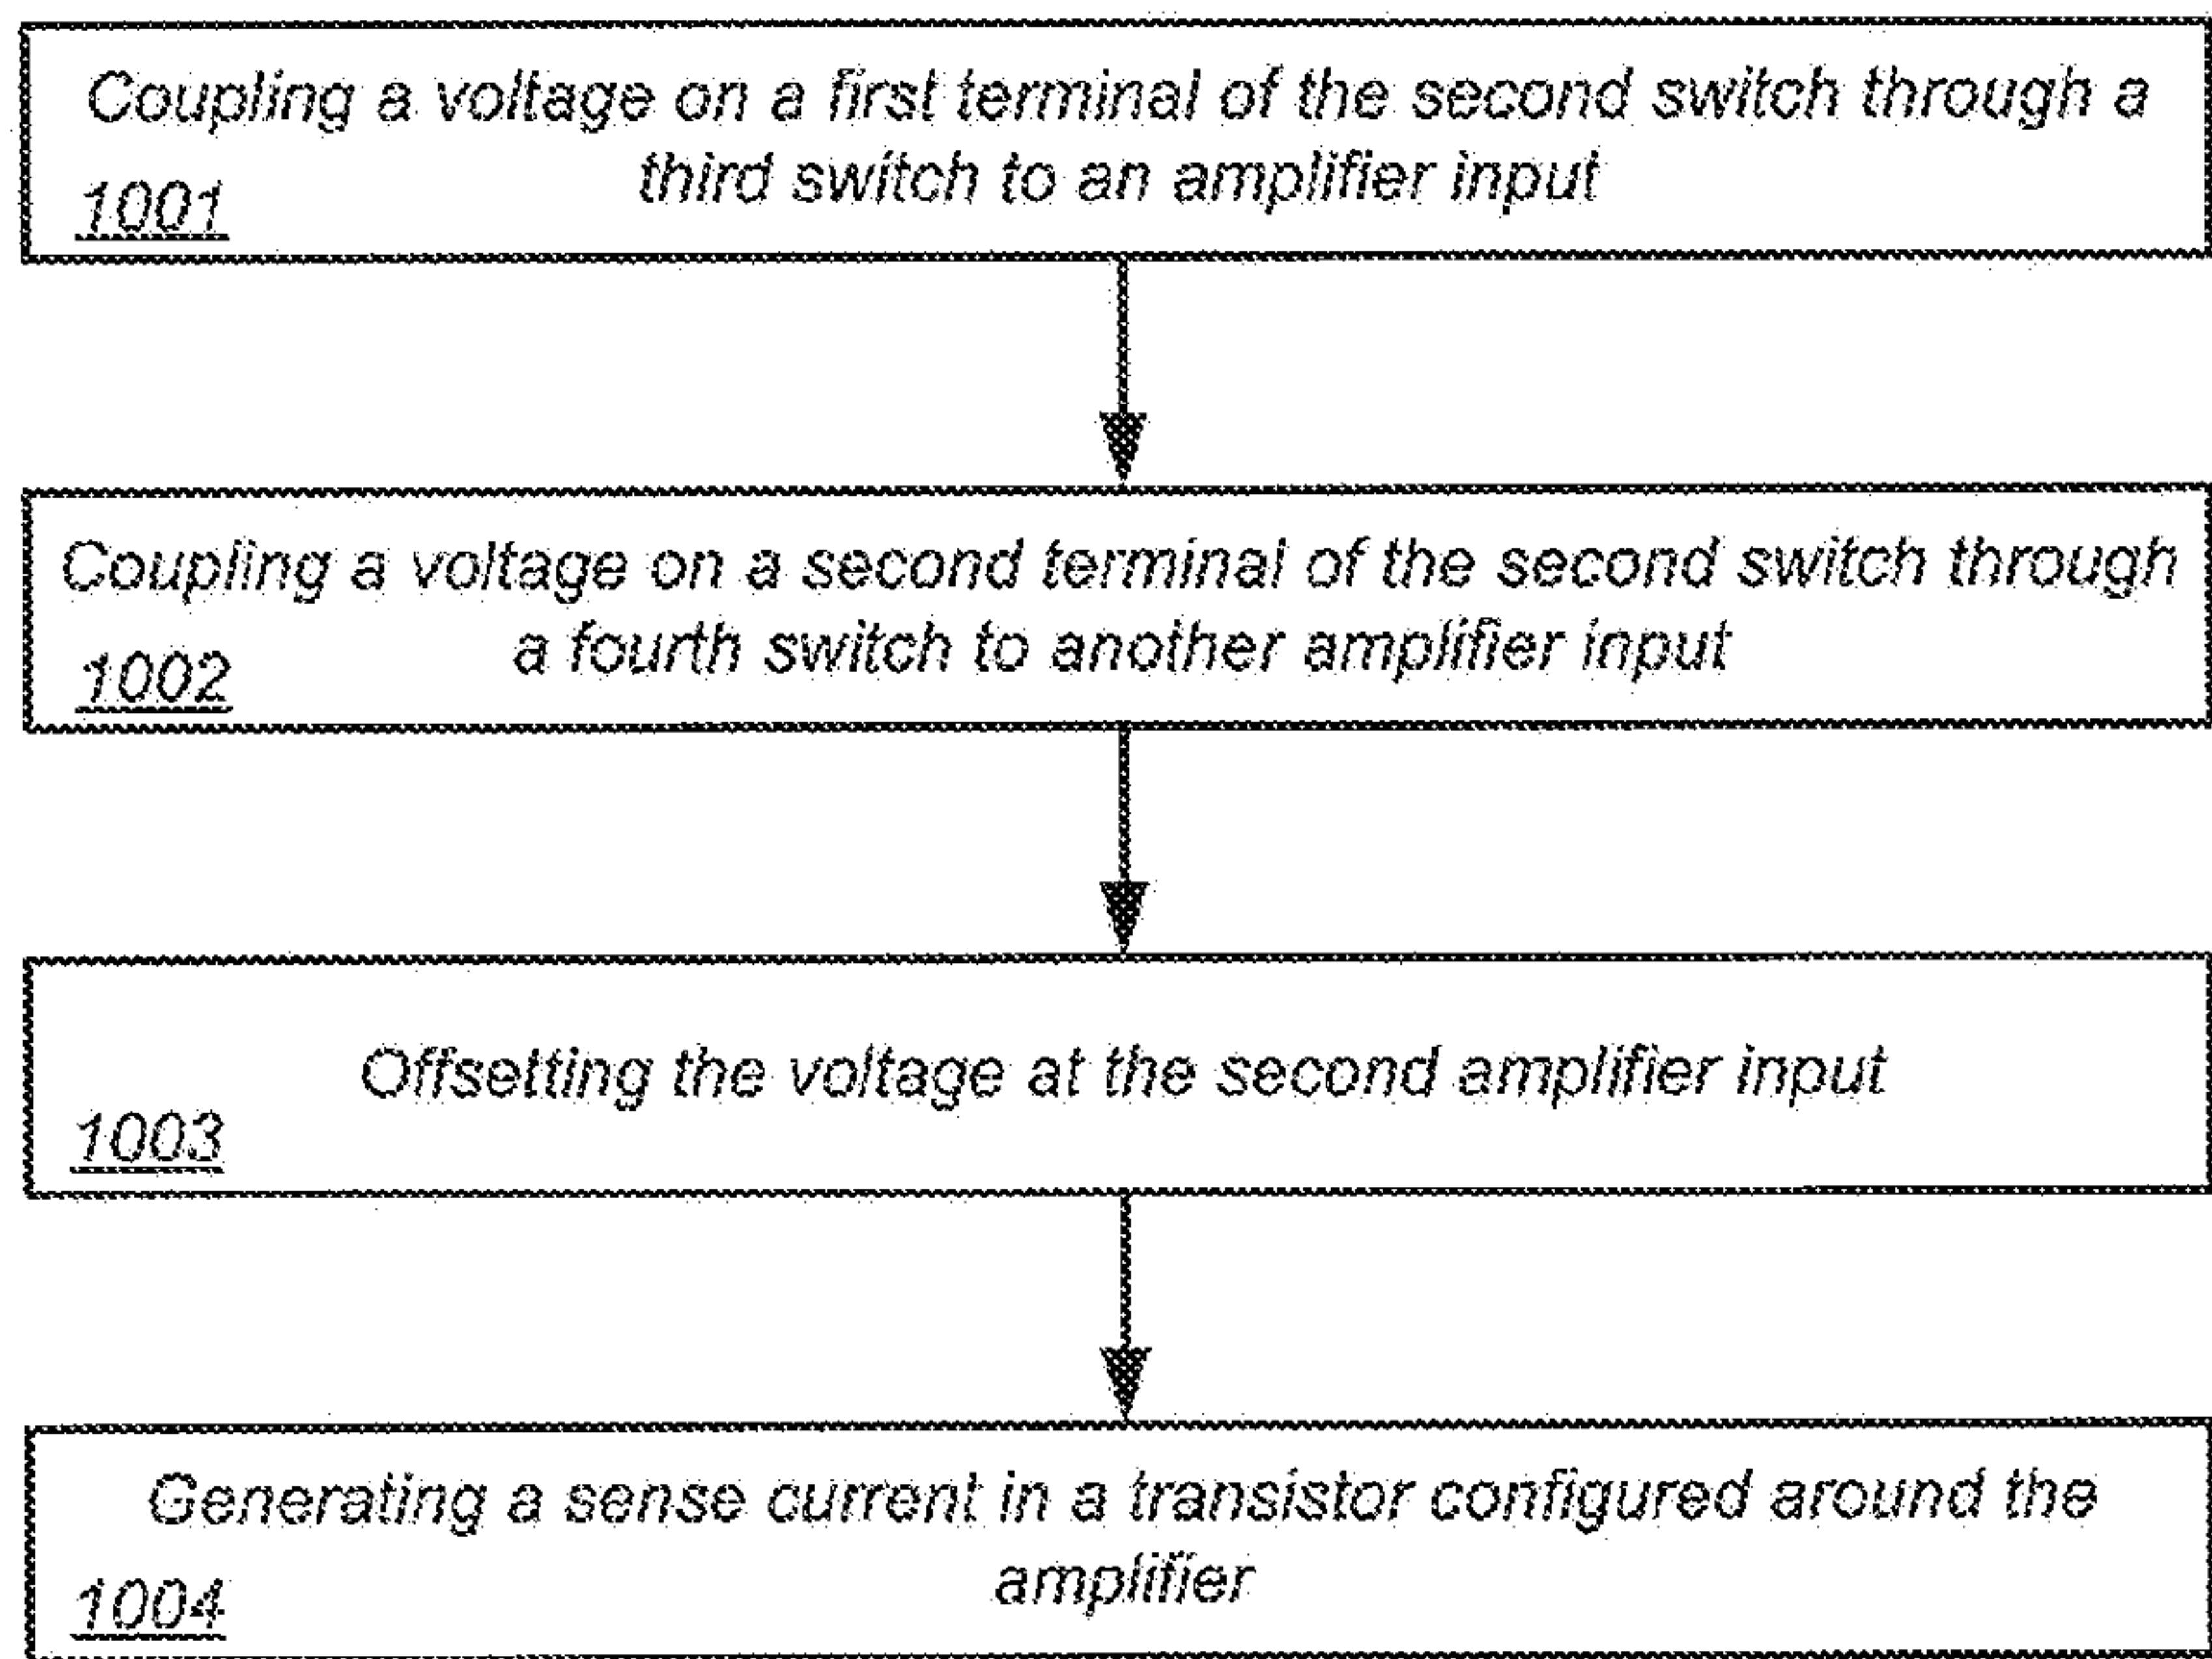 Coupling a voltage on a first terminal of the second switch through a
third switch to an amplifier input
1001
Coupling a voltage on a second terminal of the second switch through
a fourth switch to another amplifier input
1002
Offsetting the voltage at the second amplifier input
1003
Generating a sense current in a transistor configured around the
amplifier
1004